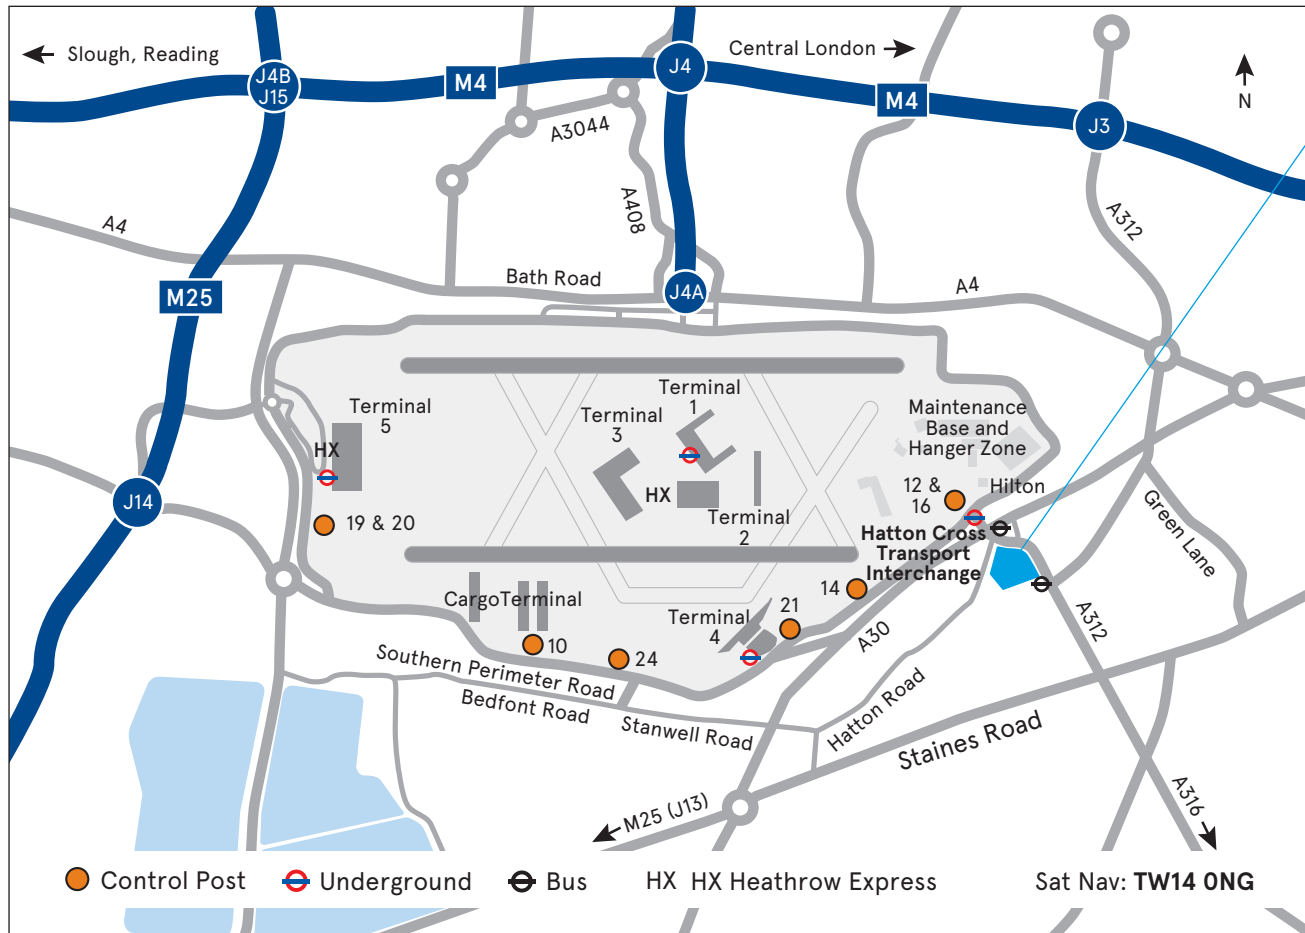 Slough, Reading
Central London
J4B
J15
M4
J4
M4
J3
N
A3044
A408
A312
A4
M25
Bath Road
J4A
A4
Terminal
1
Terminal
3
Terminal
5
HX
HX
Terminal
2
Maintenance
Base and
Hanger Zone
12 &
16
Hilton
Hatton Cross
Transport
Interchange
Green Lane
J14
19 & 20
14
21
CargoTerminal
10
24
Terminal
4
A30
A312
Southern Perimeter Road
Bedfont Road
Stanwell Road
Hatton Road
Staines Road
M25 (J13)
A316
Control Post
Underground
Bus
HX HX Heathrow Express
Sat Nav: TW14 0NG